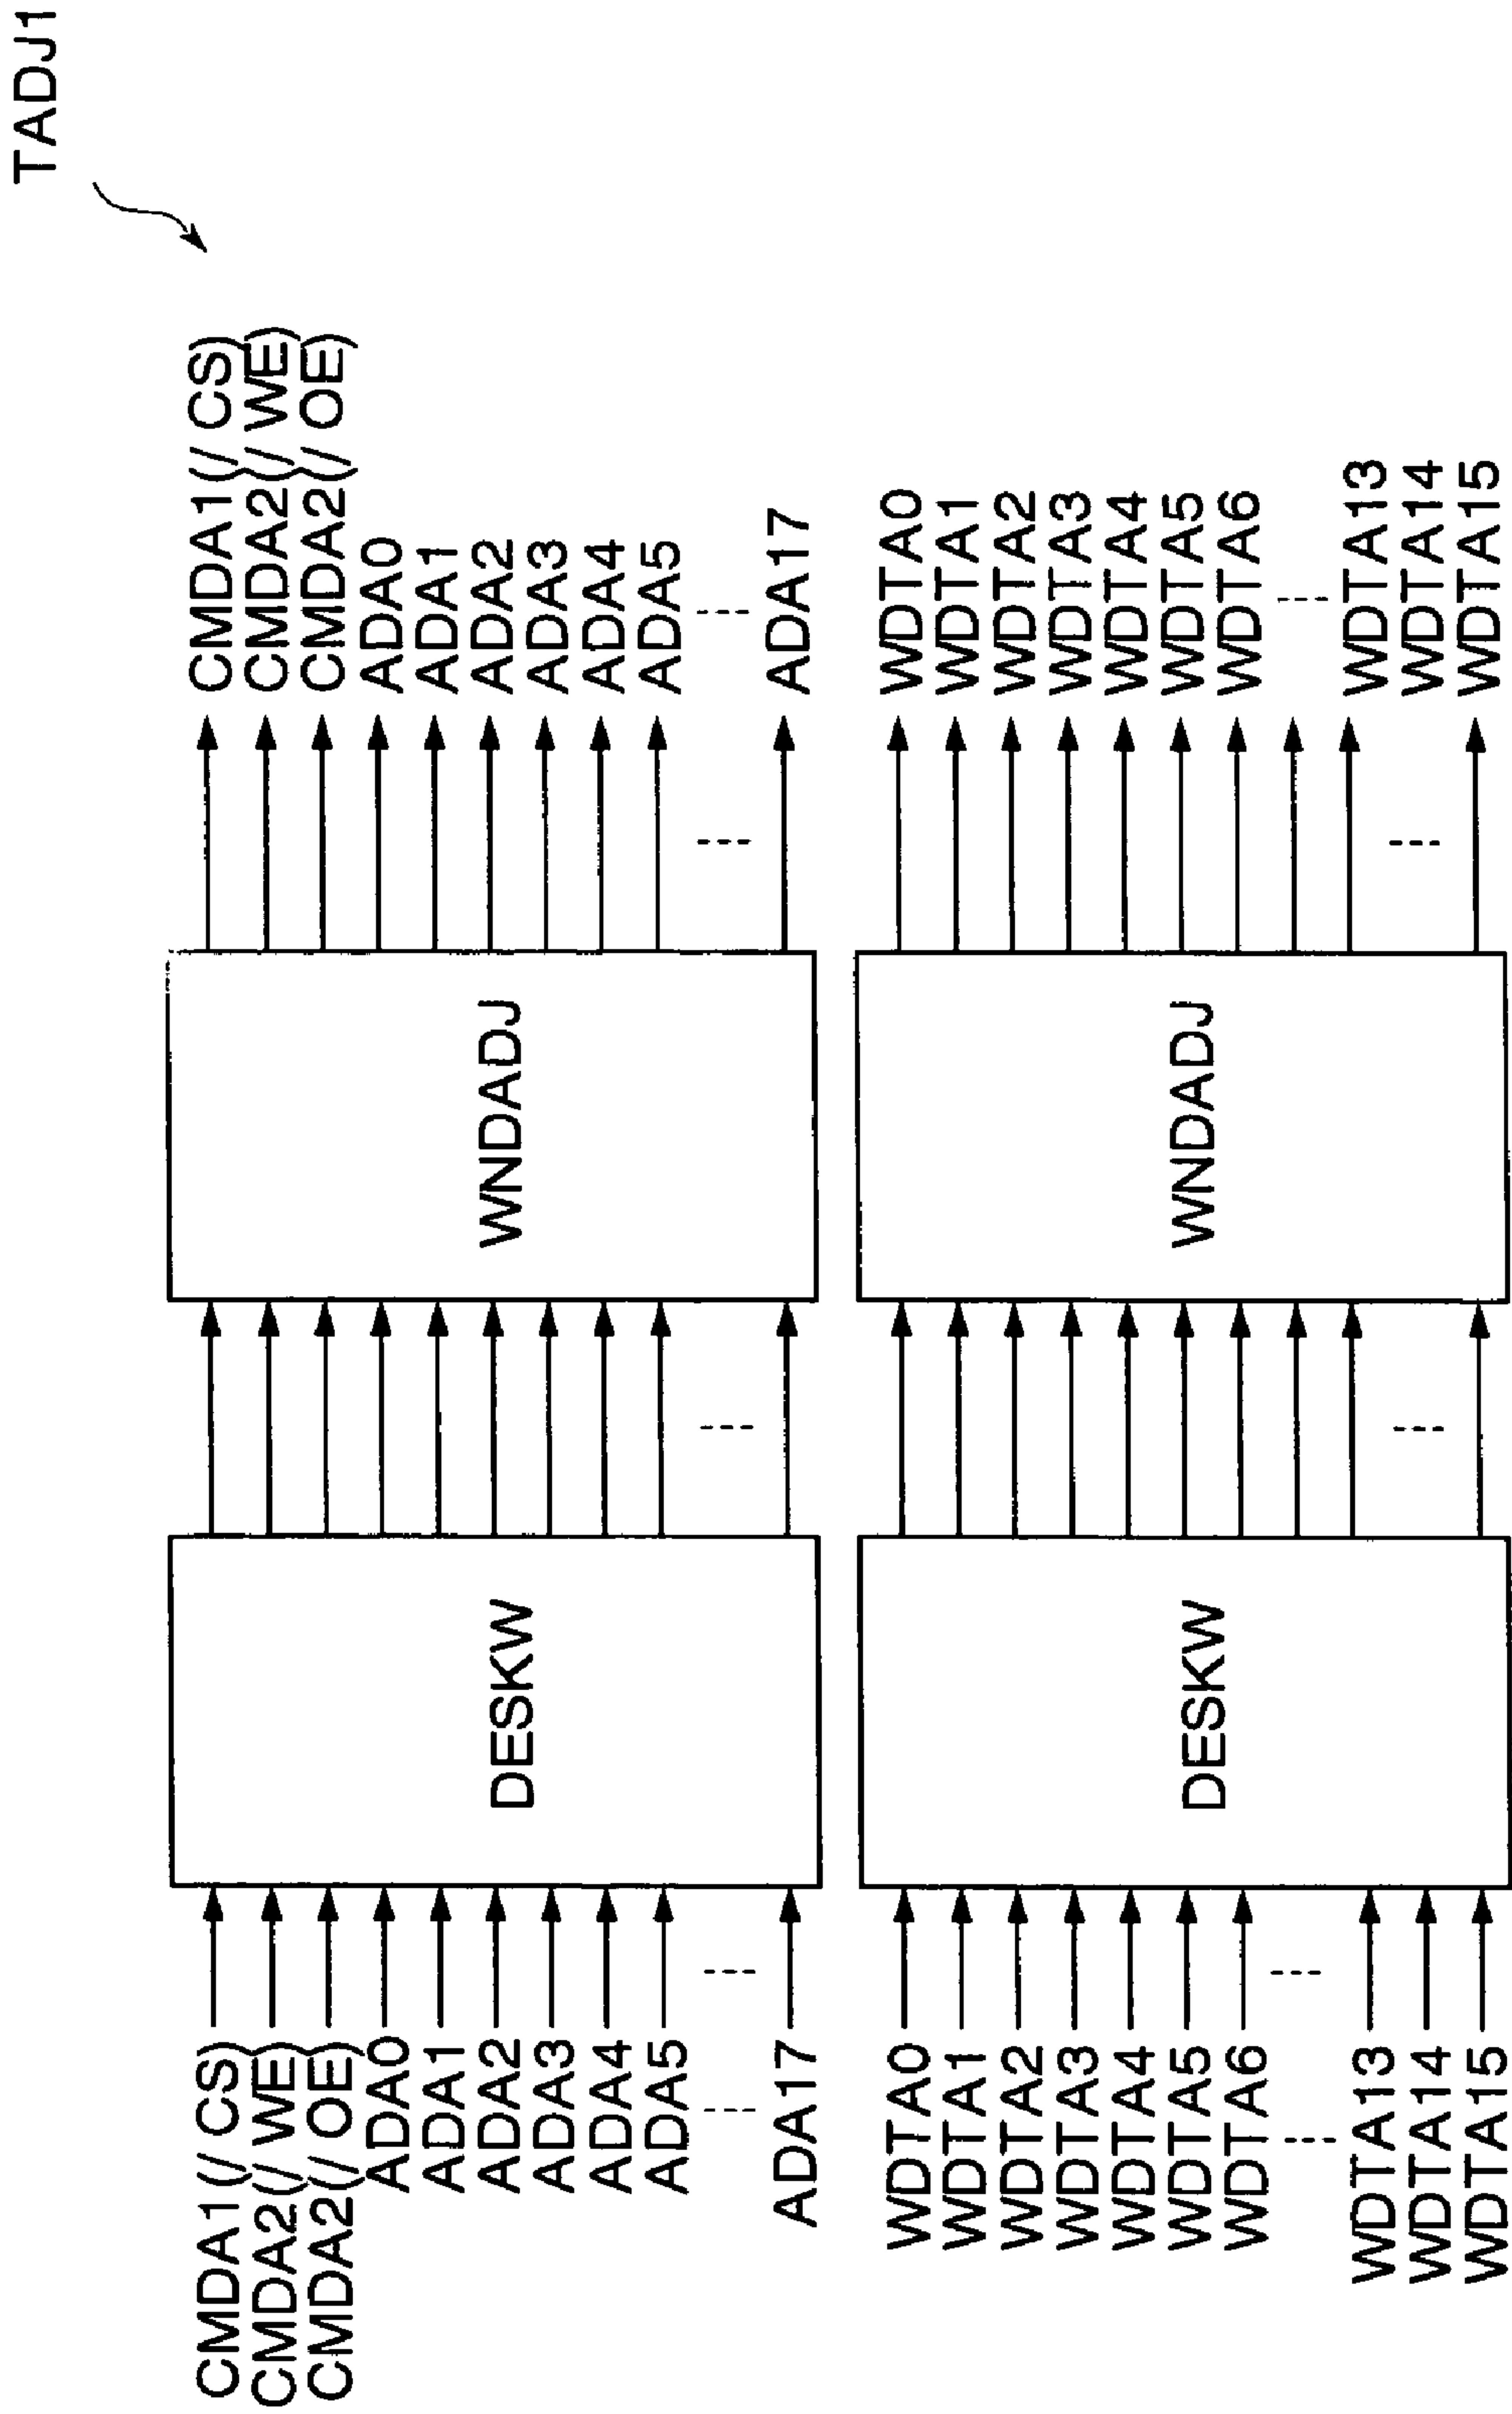 TADJ1
CMDA1(/ CS)
CMDA2(/ WE)
CMDA2(/ OE)
ADA0
ADA1
ADA2
ADA3
ADA4
ADA5
ADA17
DESKW
WNDADJ
CMDA1(/ CS)
CMDA2(/ WE)
CMDA2(/ OE)
ADA0
ADA1
ADA2
ADA3
ADA4
ADA5
ADA17
WDTA0
WDTA1
WDTA2
WDTA3
WDTA4
WDTA5
WDTA6
WDTA13
WDTA14
WDTA15
DESKW
WNDADJ
WDTA0
WDTA1
WDTA2
WDTA3
WDTA4
WDTA5
WDTA6
WDTA13
WDTA14
WDTA15